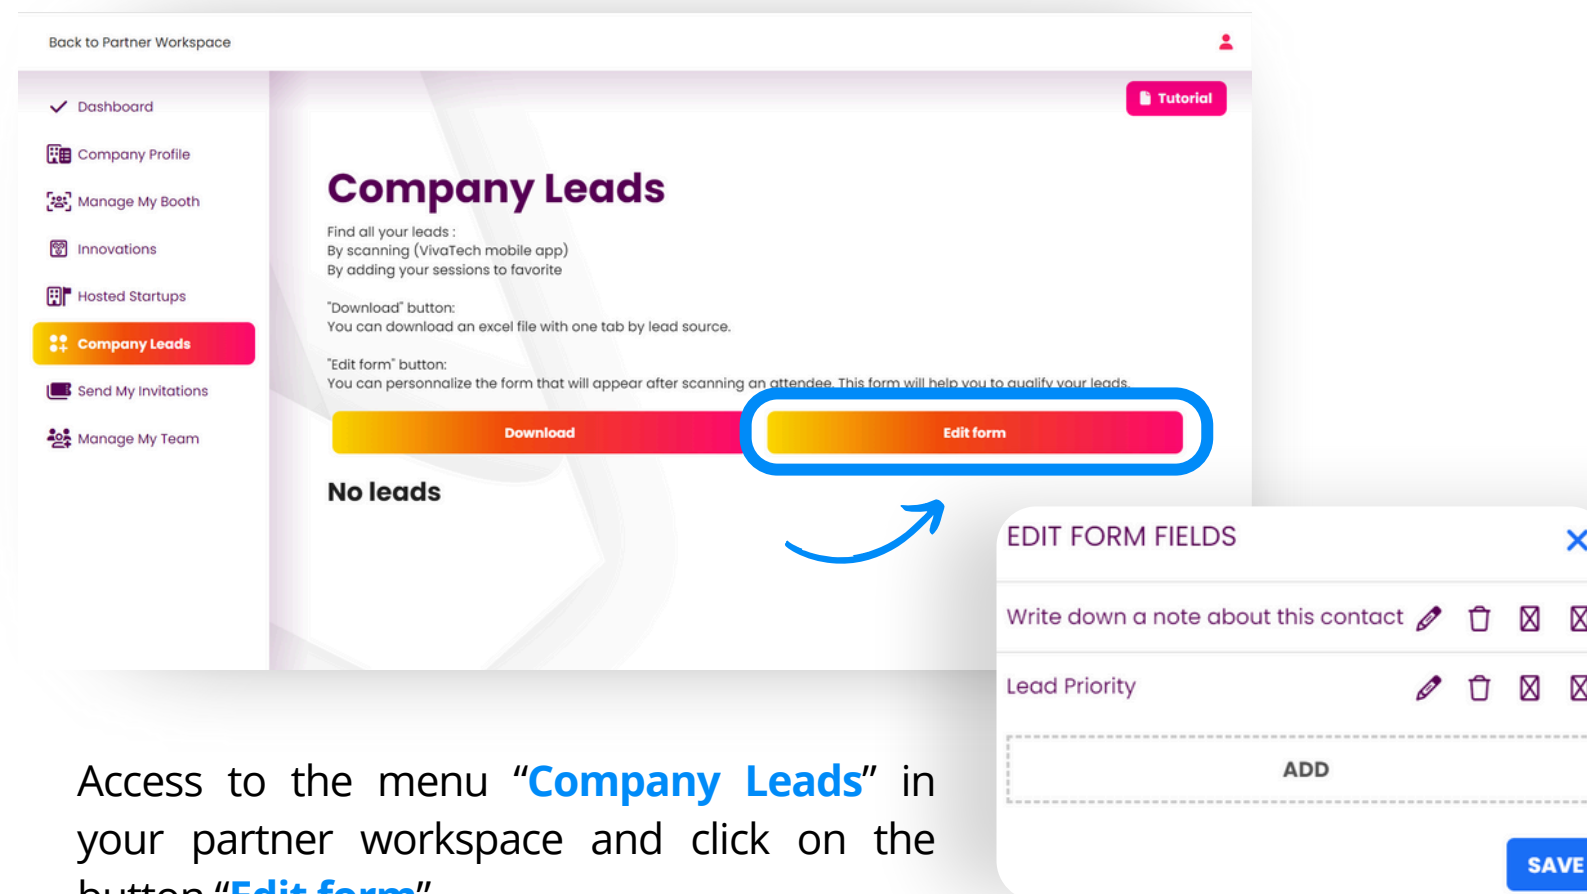 Back to Partner Workspace
Tutorial
Dashboard
Company Profile
Manage My Booth
Innovations
Hosted Startups
Company Leads
Send My Invitations
Manage My Team
Company Leads
Find all your leads :
By scanning (VivaTech mobile app)
By adding your sessions to favorite
"Download" button:
You can download an excel file with one tab by lead source.
"Edit form" button:
You can personnalize the form that will appear after scanning an attendee. This form will help you to qualify your leads.
Download
Edit form
No leads
EDIT FORM FIELDS
Write down a note about this contact
Lead Priority
ADD
SAVE
Access to the menu “Company Leads” in
your partner workspace and click on the
button “Edit form”